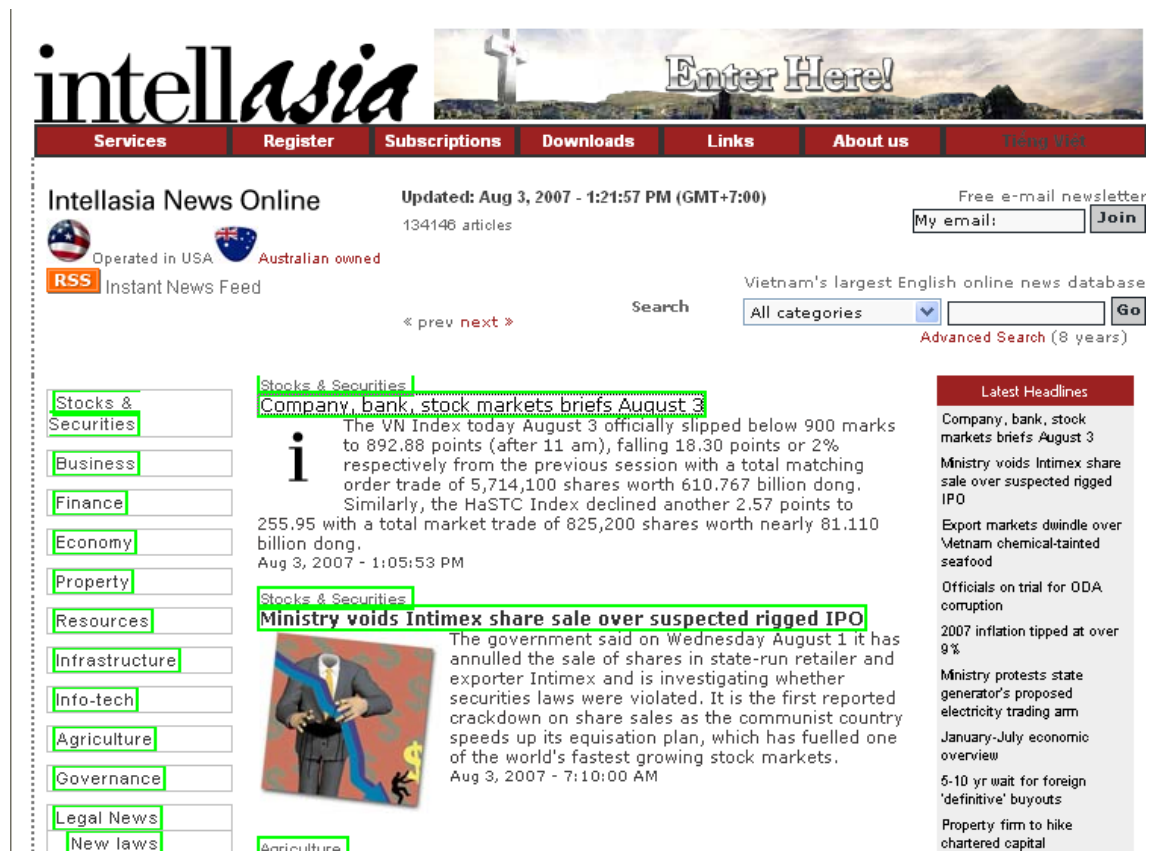 intellasia
Enter Here!
Services Register Subscriptions Downloads Links About us Tiếng Việt
Intellasia News Online
Updated: Aug 3, 2007 - 1:21:57 PM (GMT+7:00)
Free e-mail newsletter
134146 articles
My email: Join
Operated in USA Australian owned
RSS Instant News Feed
Vietnam's largest English online news database
Search All categories Go
« prev next »
Advanced Search (8 years)
Stocks &
Securities
Business
Finance
Economy
Property
Resources
Infrastructure
Info-tech
Agriculture
Governance
Legal News
New laws
Stocks & Securities
Company, bank, stock markets briefs August 3
i
The VN Index today August 3 officially slipped below 900 marks
to 892.88 points (after 11 am), falling 18.30 points or 2%
respectively from the previous session with a total matching
order trade of 5,714,100 shares worth 610.767 billion dong.
Similarly, the HaSTC Index declined another 2.57 points to
255.95 with a total market trade of 825,200 shares worth nearly 81.110
billion dong.
Aug 3, 2007 - 1:05:53 PM
Stocks & Securities
Ministry voids Intimex share sale over suspected rigged IPO
The government said on Wednesday August 1 it has
annulled the sale of shares in state-run retailer and
exporter Intimex and is investigating whether
securities laws were violated. It is the first reported
crackdown on share sales as the communist country
speeds up its equisation plan, which has fuelled one
of the world's fastest growing stock markets.
Aug 3, 2007 - 7:10:00 AM
Agriculture
Latest Headlines
Company, bank, stock
markets briefs August 3
Ministry voids Intimex share
sale over suspected rigged
IPO
Export markets dwindle over
Vietnam chemical-tainted
seafood
Officials on trial for ODA
corruption
2007 inflation tipped at over
9%
Ministry protests state
generator's proposed
electricity trading arm
January-July economic
overview
5-10 yr wait for foreign
'definitive' buyouts
Property firm to hike
chartered capital